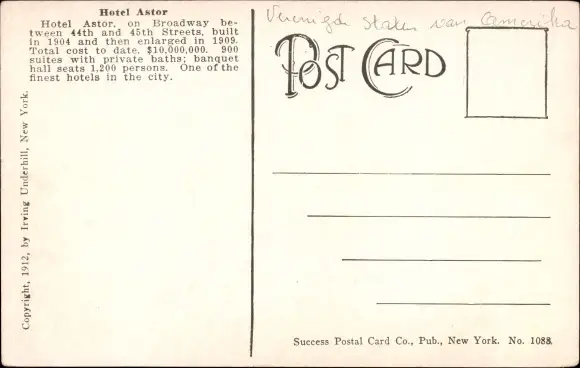 Hotel Astor
Hotel Astor, on Broadway be-
tween 44th and 45th Streets, built
in 1904 and then enlarged in 1909.
Total cost to date, $10,000,000. 900
suites with private baths; banquet
hall seats 1,200 persons. One of the
finest hotels in the city.
Copyright, 1912, by Irving Underhill, New York.
Verenigde Staten van Amerika
POST CARD
Success Postal Card Co., Pub., New York. No. 1088.